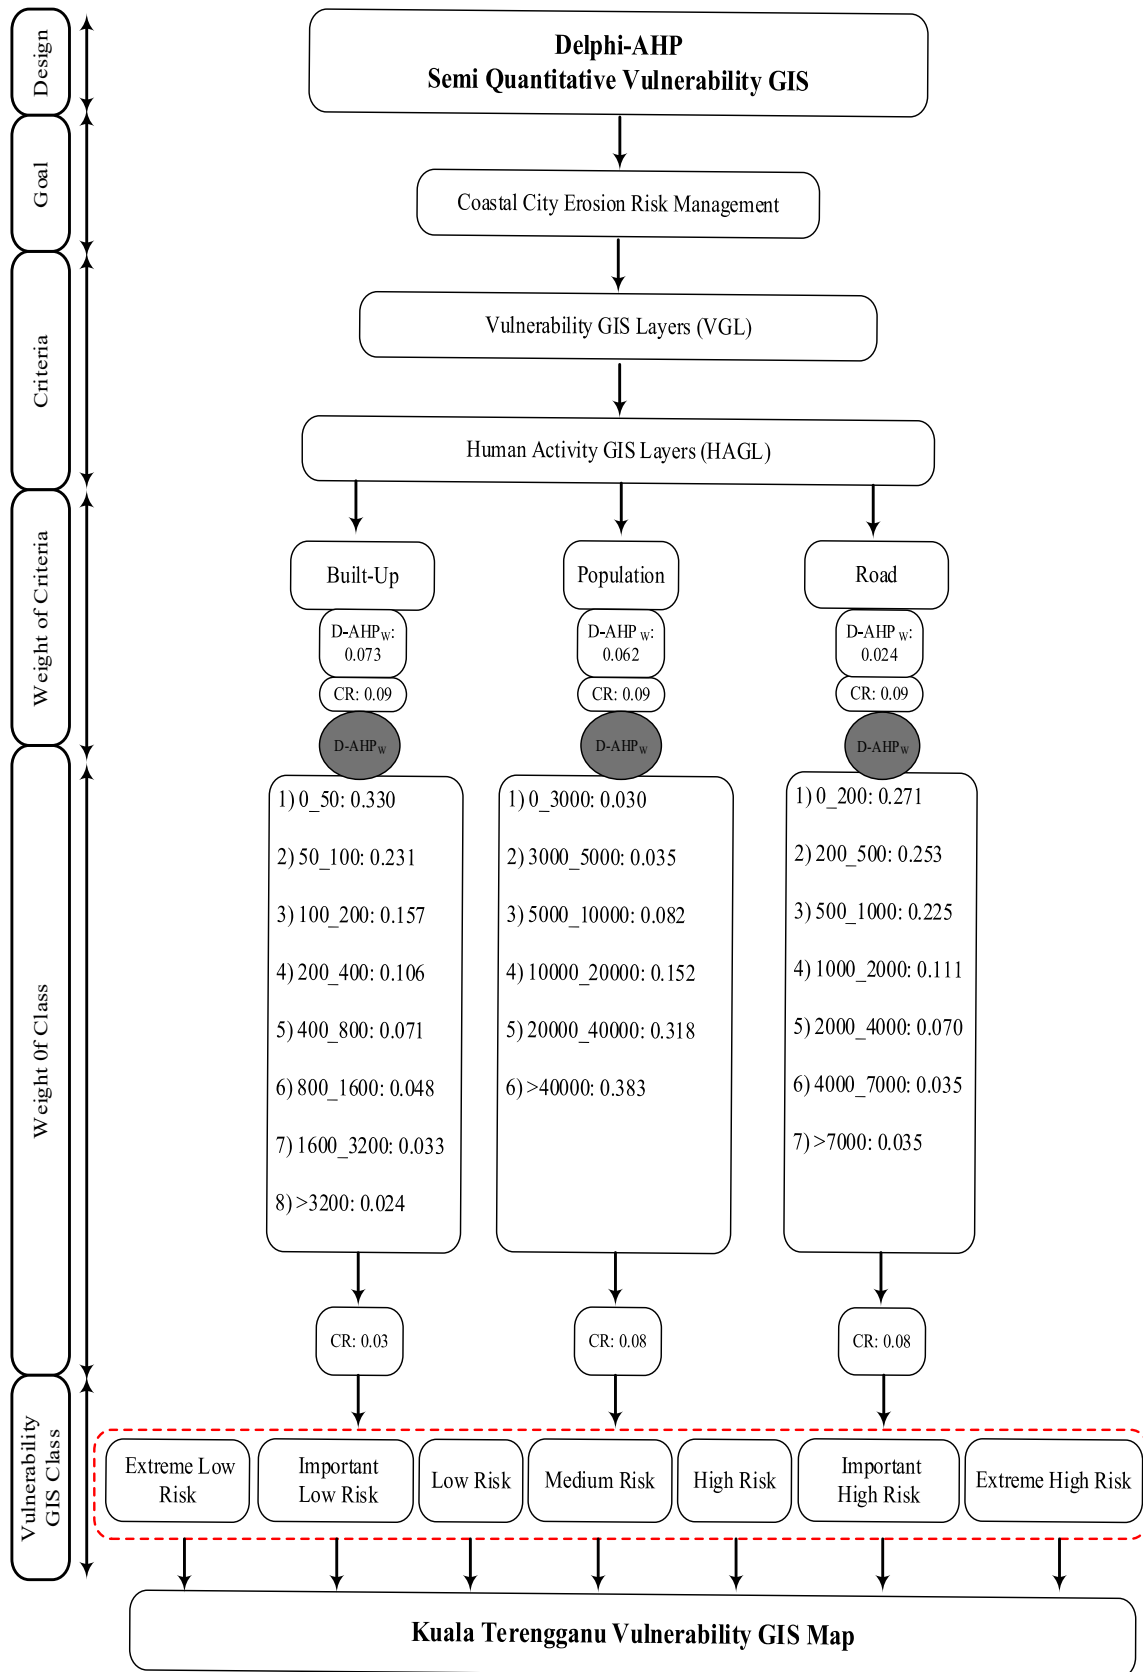 Design
Delphi-AHP
Semi Quantitative Vulnerability GIS
Goal
Coastal City Erosion Risk Management
Criteria
Vulnerability GIS Layers (VGL)
Human Activity GIS Layers (HAGL)
Weight of Criteria
Built-Up
D-AHPW:
0.073
CR: 0.09
D-AHPW
Population
D-AHPW:
0.062
CR: 0.09
D-AHPW
Road
D-AHPW:
0.024
CR: 0.09
D-AHPW
Weight 0f Class
1) 0_50: 0.330
2) 50_100: 0.231
3) 100_200: 0.157
4) 200_400: 0.106
5) 400_800: 0.071
6) 800_1600: 0.048
7) 1600_3200: 0.033
8) >3200: 0.024
CR: 0.03
1) 0_3000: 0.030
2) 3000_5000: 0.035
3) 5000_10000: 0.082
4) 10000_20000: 0.152
5) 20000_40000: 0.318
6) >40000: 0.383
CR: 0.08
1) 0_200: 0.271
2) 200_500: 0.253
3) 500_1000: 0.225
4) 1000_2000: 0.111
5) 2000_4000: 0.070
6) 4000_7000: 0.035
7) >7000: 0.035
CR: 0.08
Vulnerability
GIS Class
Extreme Low
Risk
Important
Low Risk
Low Risk
Medium Risk
High Risk
Important
High Risk
Extreme High Risk
Kuala Terengganu Vulnerability GIS Map